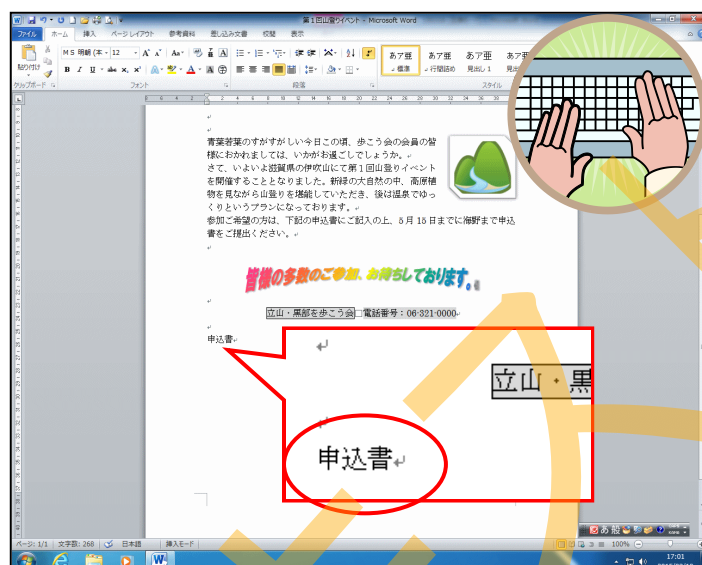 第１回山登りイベント - Microsoft Word
ファイル ホーム 挿入 ページ レイアウト 参考資料 差し込み文書 校閲 表示
ＭＳ 明朝 (本- 12
貼り付け
あア亜 あア亜 あア亜
標準 行間詰め 見出し 1
クリップボード フォント 段落 スタイル
青葉若葉のすがすがしい今日この頃、歩こう会の会員の皆
様におかれましては、いかがお過ごしでしょうか。
さて、いよいよ滋賀県の伊吹山にて第１回山登りイベント
を開催することとなりました。新緑の大自然の中、高原植
物を見ながら山登りを堪能していただき、後は温泉でゆっ
くりというプランになっております。
参加ご希望の方は、下記の申込書にご記入の上、5 月 15 日までに梅野まで申込
書をご提出ください。
皆様の多数のご参加、お待ちしております。
立山・黒部を歩こう会□電話番号：06-321-0000
申込書
立山・黒
申込書
ページ: 1/1 文字数: 268 日本語 挿入モード 100%
あ 般
17:01